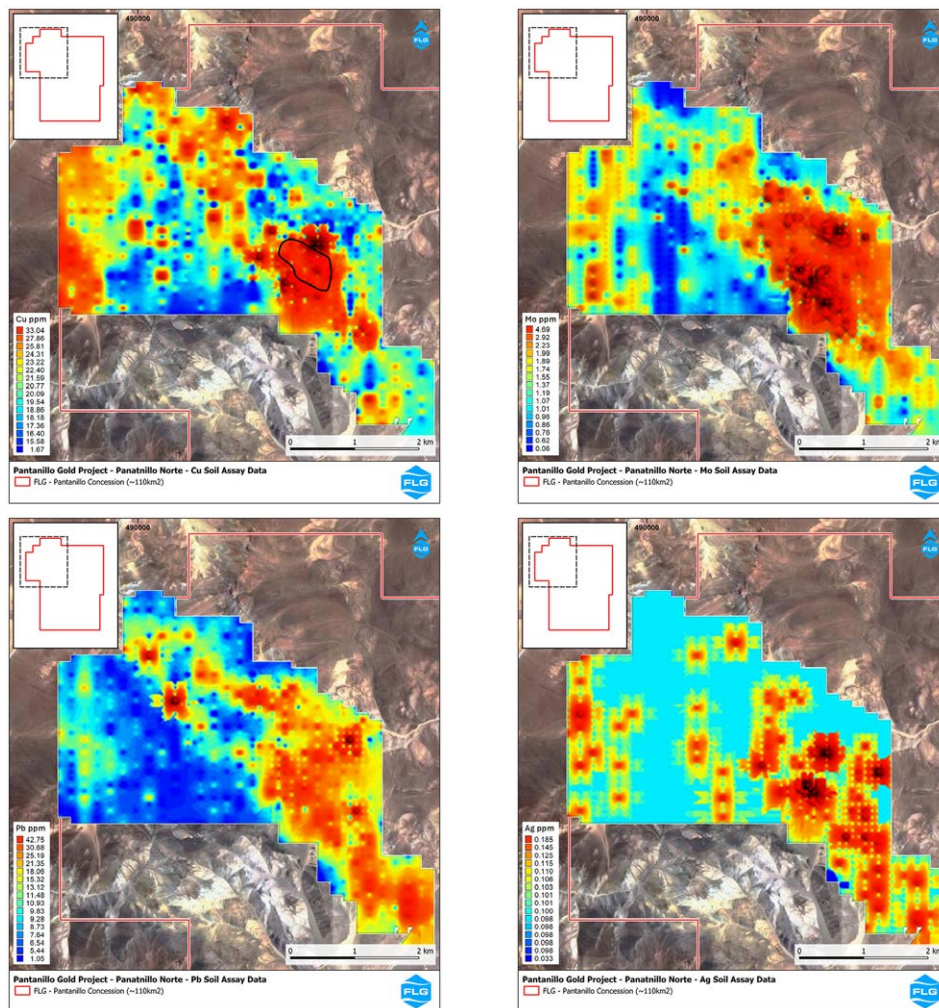 490000
FLG
Cu ppm
33.04
27.86
25.81
24.31
23.22
22.40
21.59
20.77
20.09
19.54
18.86
18.18
17.36
16.40
15.58
1.67
0 1 2 km
Pantanillo Gold Project - Panatnillo Norte - Cu Soil Assay Data
FLG - Pantanillo Concession (~110km2)
FLG
490000
FLG
Mo ppm
4.69
2.92
2.23
1.99
1.89
1.74
1.55
1.37
1.19
1.07
1.01
0.96
0.86
0.76
0.62
0.06
0 1 2 km
Pantanillo Gold Project - Panatnillo Norte - Mo Soil Assay Data
FLG - Pantanillo Concession (~110km2)
FLG
490000
FLG
Pb ppm
42.75
30.68
25.19
21.35
18.06
15.32
13.12
11.48
10.93
9.83
9.28
8.73
7.64
6.54
5.44
1.05
0 1 2 km
Pantanillo Gold Project - Panatnillo Norte - Pb Soil Assay Data
FLG - Pantanillo Concession (~110km2)
FLG
490000
FLG
Ag ppm
0.185
0.145
0.125
0.115
0.110
0.106
0.103
0.101
0.101
0.100
0.098
0.098
0.098
0.098
0.098
0.033
0 1 2 km
Pantanillo Gold Project - Panatnillo Norte - Ag Soil Assay Data
FLG - Pantanillo Concession (~110km2)
FLG